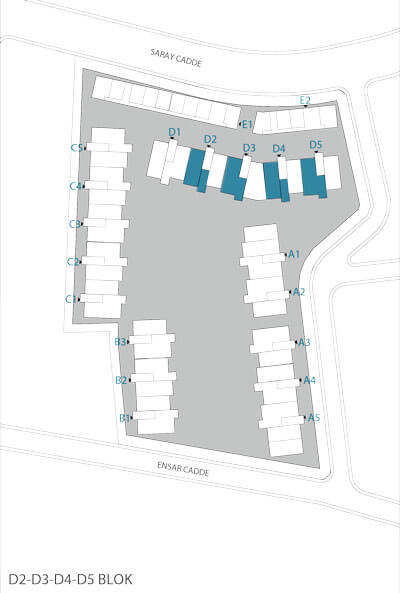 SARAY CADDE
E2
E1
D1
D2
D3
D4
D5
C5
C4
C3
C2
C1
A1
A2
B3
A3
B2
A4
B1
A5
ENSAR CADDE
D2-D3-D4-D5 BLOK